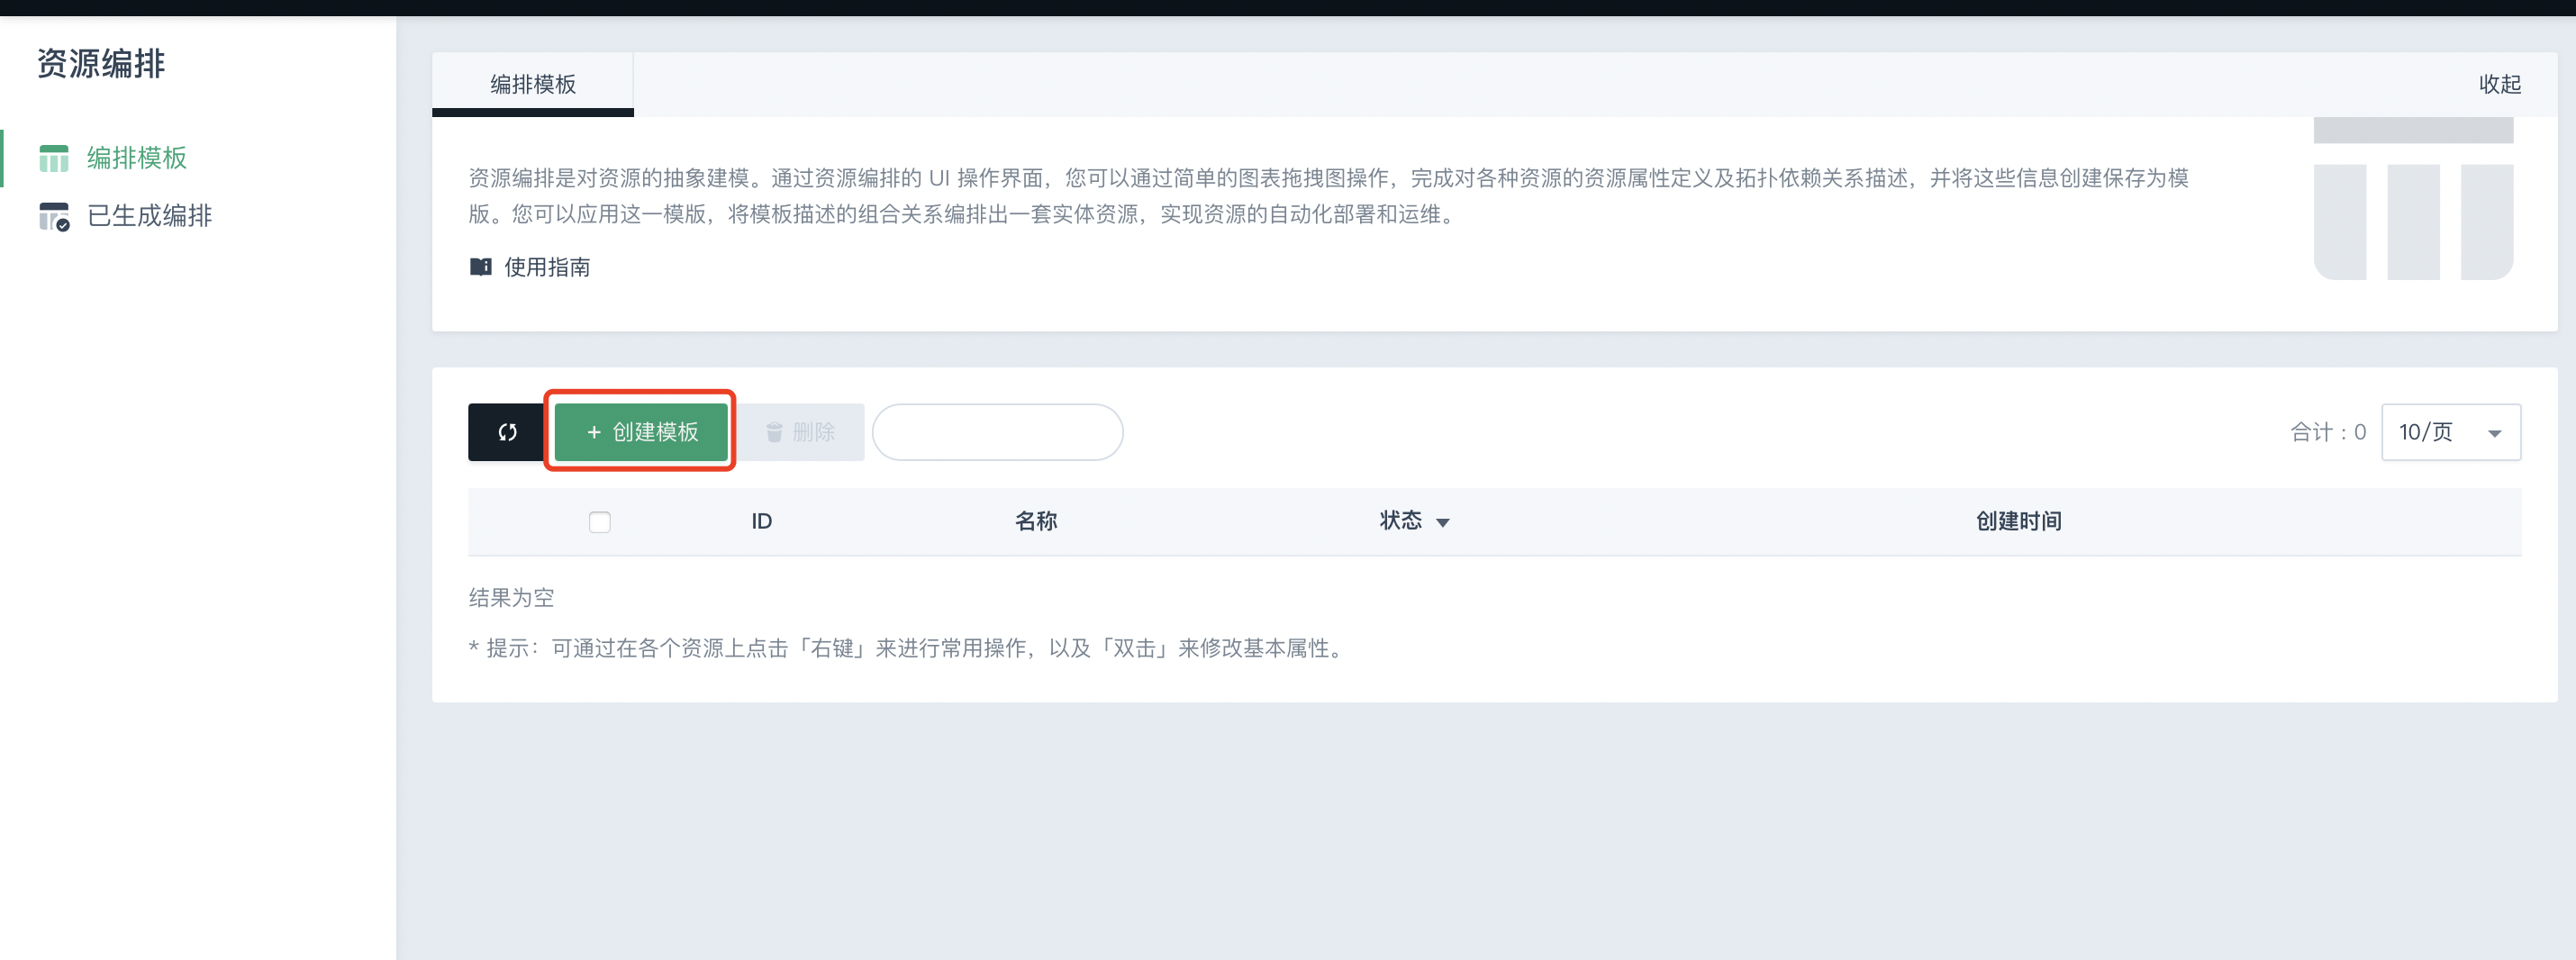 资源编排
编排模板
已生成编排
编排模板
收起
资源编排是对资源的抽象建模。通过资源编排的 UI 操作界面，您可以通过简单的图表拖拽图操作，完成对各种资源的资源属性定义及拓扑依赖关系描述，并将这些信息创建保存为模
版。您可以应用这一模版，将模板描述的组合关系编排出一套实体资源，实现资源的自动化部署和运维。
使用指南
+ 创建模板
删除
合计：0
10/页
ID 名称 状态 创建时间
结果为空
* 提示：可通过在各个资源上点击「右键」来进行常用操作，以及「双击」来修改基本属性。